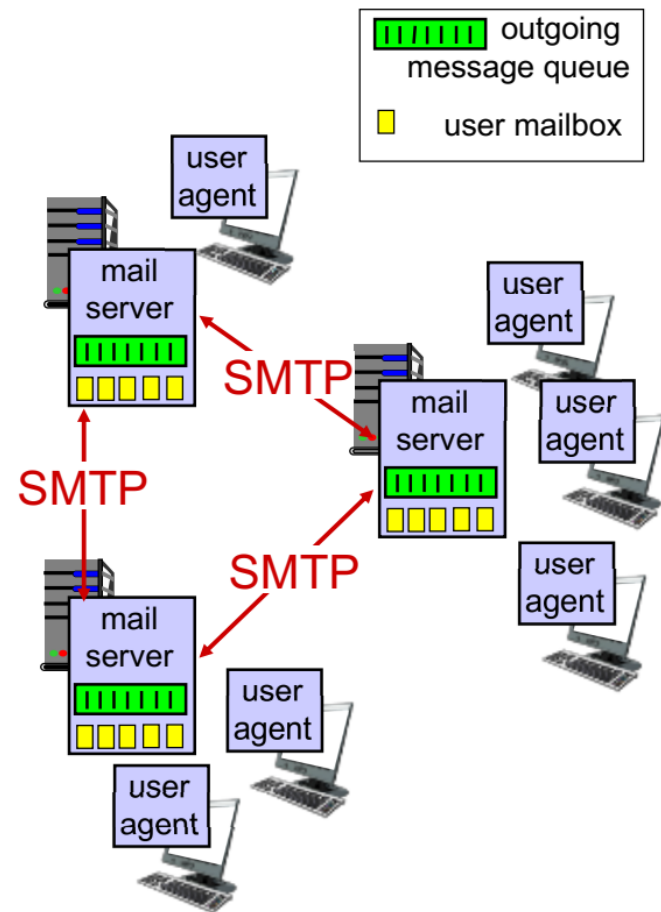 outgoing
message queue
user mailbox
user
agent
mail
server
SMTP
user
agent
user
agent
mail
server
SMTP
SMTP
user
agent
mail
server
user
agent
user
agent